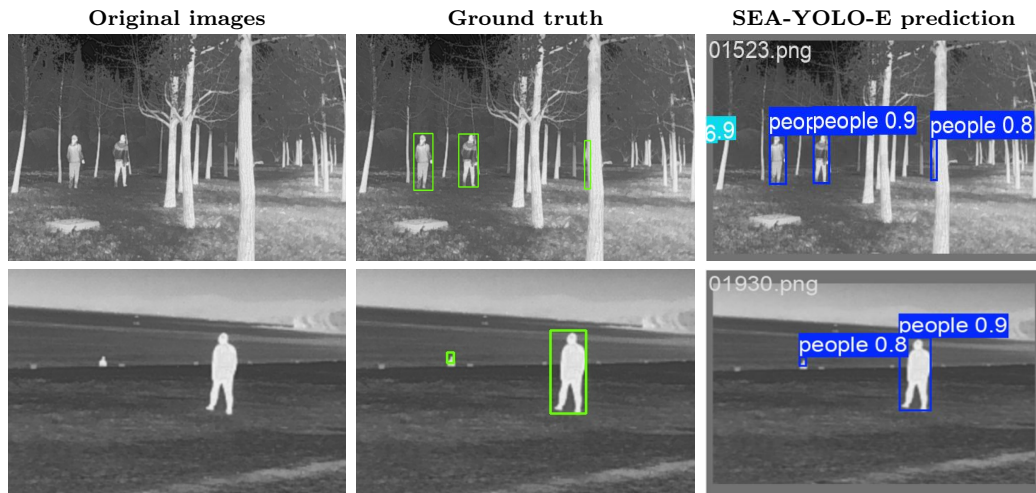 Original images Ground truth SEA-YOLO-E prediction
01523.png
people 0.9
people 0.8
6.9
01930.png
people 0.9
people 0.8